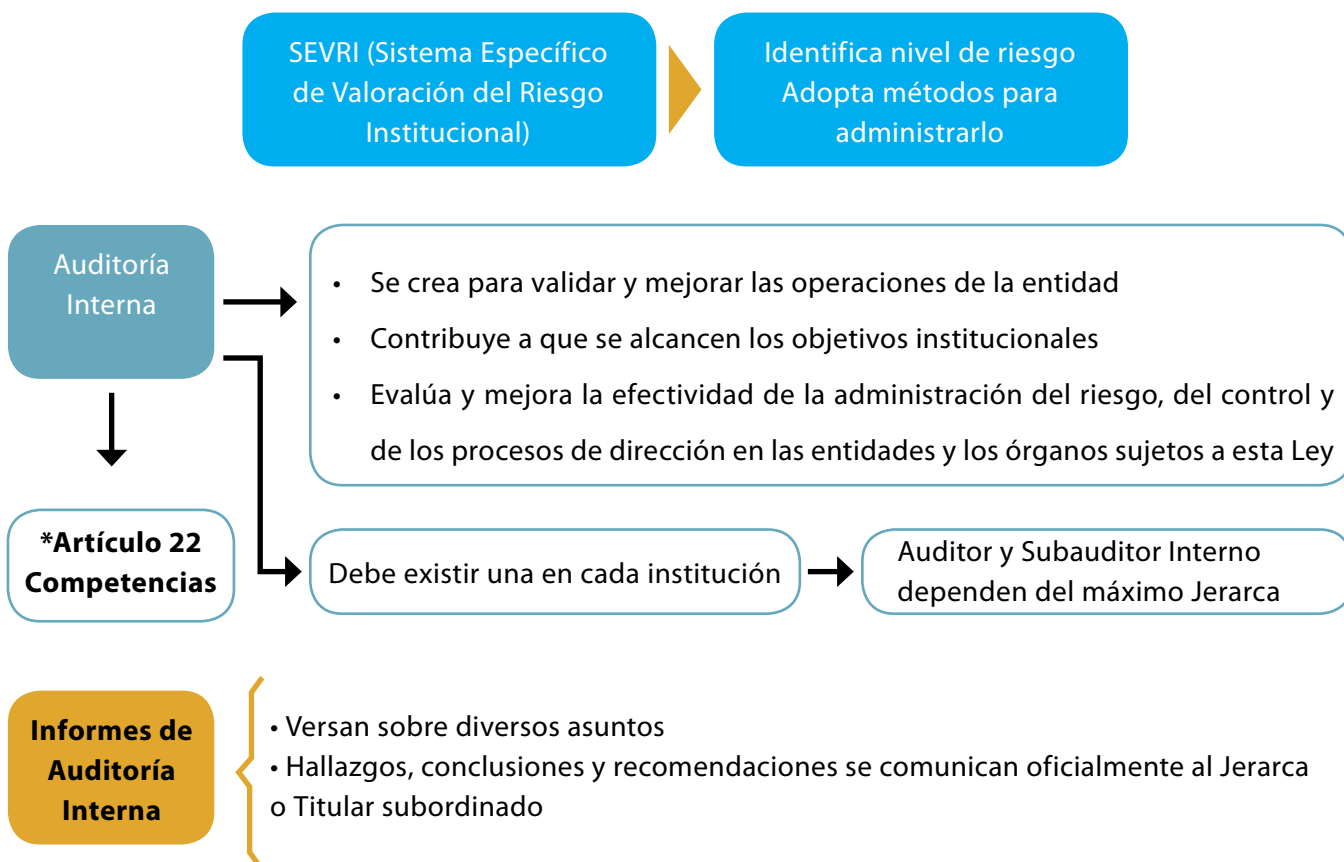 SEVRI (Sistema Específico
de Valoración del Riesgo
Institucional)
Identifica nivel de riesgo
Adopta métodos para
administrarlo
Auditoría
Interna
• Se crea para validar y mejorar las operaciones de la entidad
• Contribuye a que se alcancen los objetivos institucionales
• Evalúa y mejora la efectividad de la administración del riesgo, del control y
de los procesos de dirección en las entidades y los órganos sujetos a esta Ley
*Artículo 22
Competencias
Debe existir una en cada institución
Auditor y Subauditor Interno
dependen del máximo Jerarca
Informes de
Auditoría
Interna
• Versan sobre diversos asuntos
• Hallazgos, conclusiones y recomendaciones se comunican oficialmente al Jerarca
o Titular subordinado